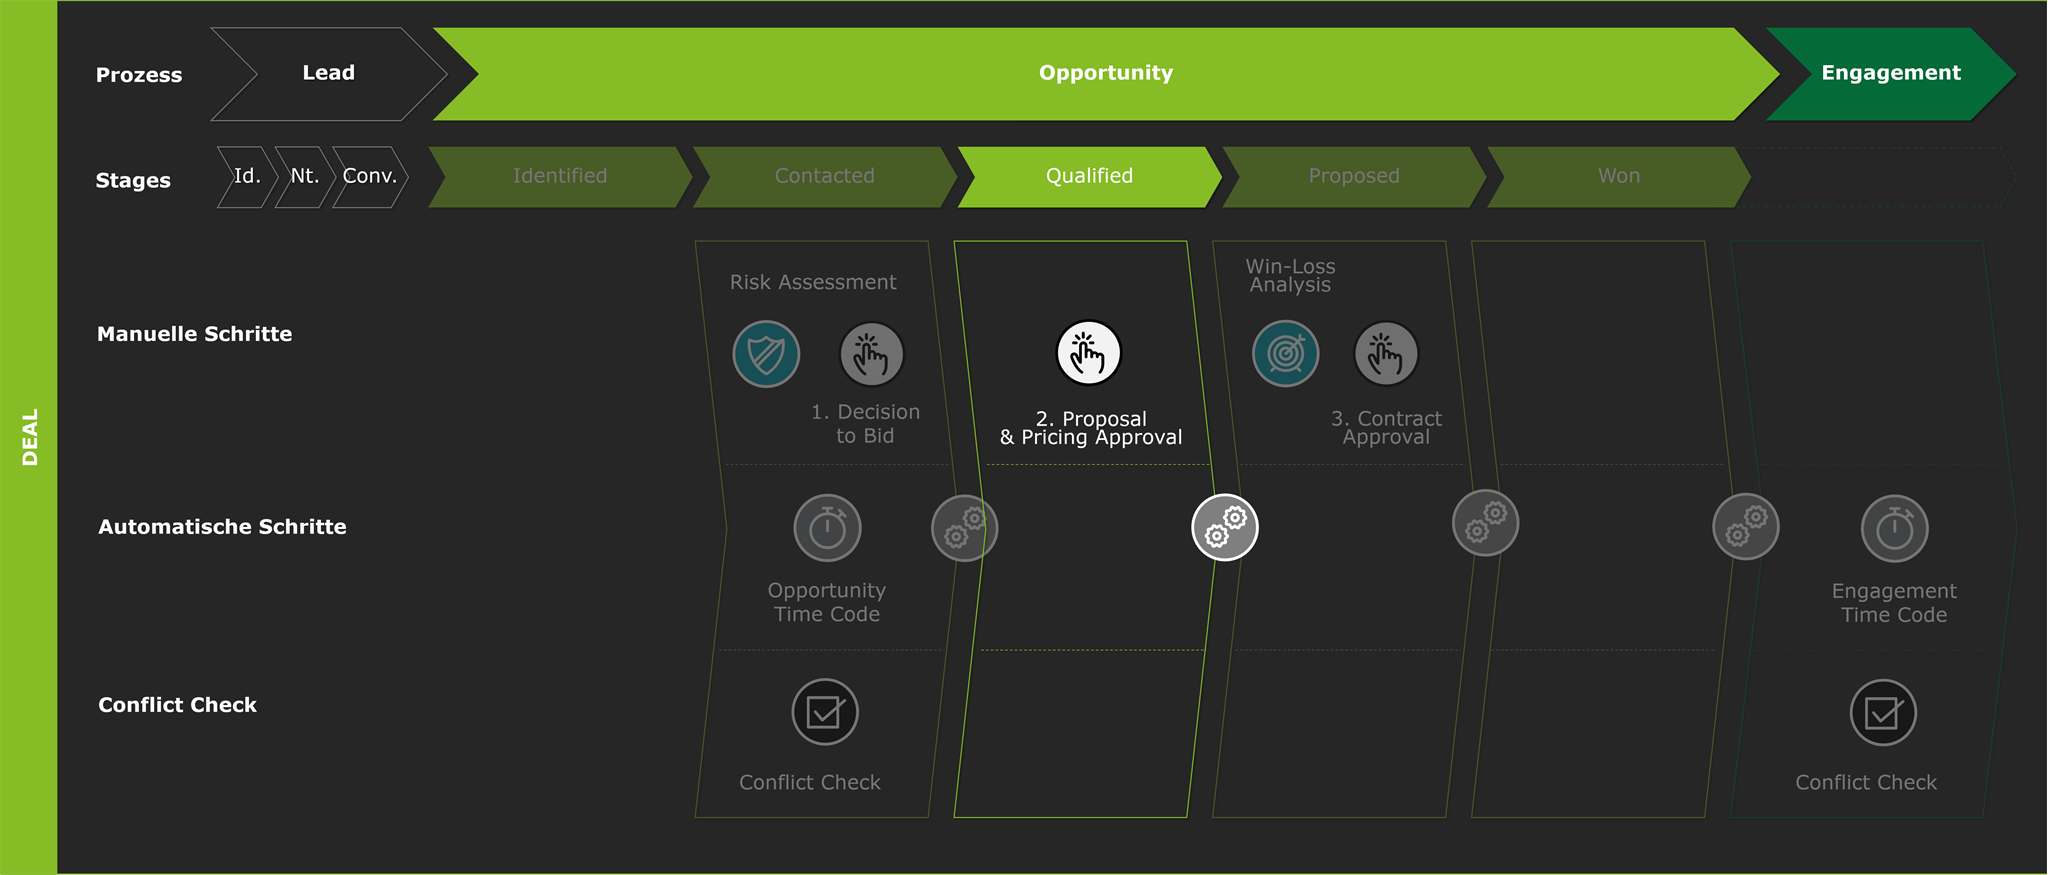 Prozess
Lead
Opportunity
Engagement
Stages
Id.
Nt.
Conv.
Identified
Contacted
Qualified
Proposed
Won
DEAL
Manuelle Schritte
Risk Assessment
1. Decision
to Bid
2. Proposal
& Pricing Approval
Win-Loss
Analysis
3. Contract
Approval
Automatische Schritte
Opportunity
Time Code
Engagement
Time Code
Conflict Check
Conflict Check
Conflict Check